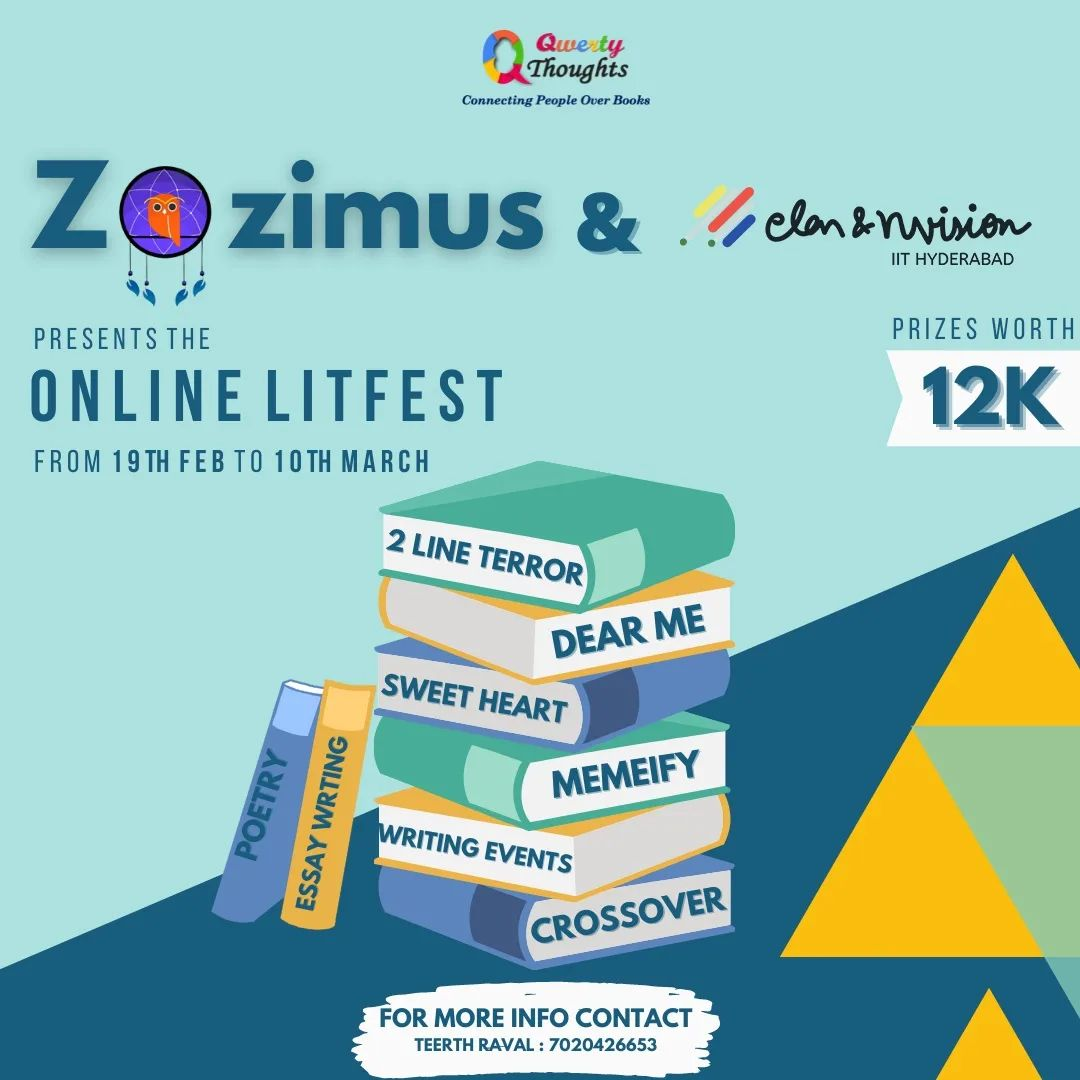 Qwerty
Thoughts
Connecting People Over Books
Zozimus & elan & nvision
IIT HYDERABAD
PRESENTS THE
ONLINE LITFEST
FROM 19TH FEB TO 10TH MARCH
PRIZES WORTH
12K
2 LINE TERROR
DEAR ME
SWEET HEART
MEMEIFY
WRITING EVENTS
CROSSOVER
POETRY
ESSAY WRTING
FOR MORE INFO CONTACT
TEERTH RAVAL : 7020426653